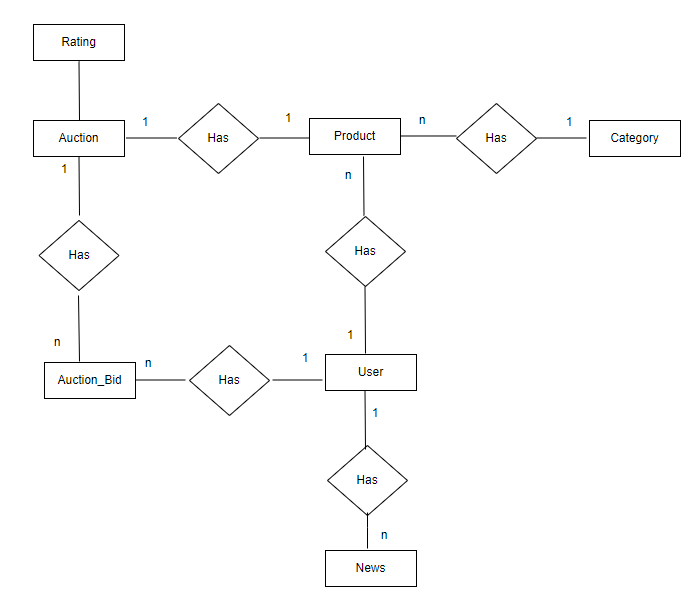 Rating
1
1
n
1
Auction
Has
Product
Has
Category
1
n
Has
Has
1
n
n
1
Auction_Bid
Has
User
1
Has
n
News